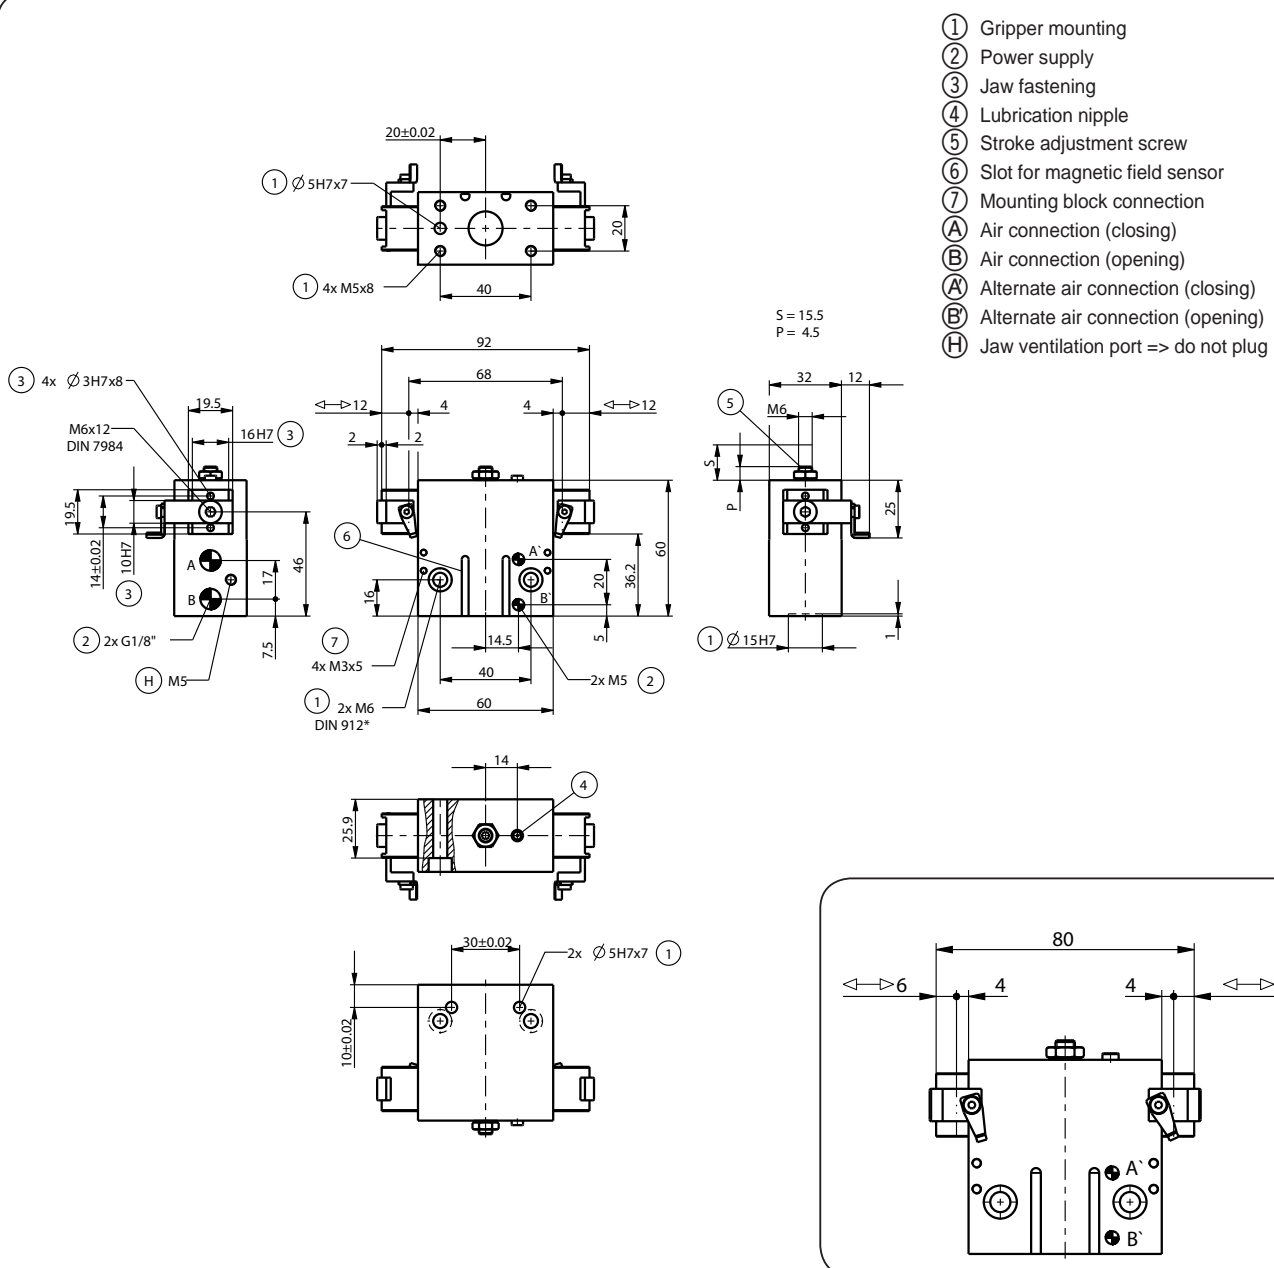 1 Gripper mounting
2 Power supply
3 Jaw fastening
4 Lubrication nipple
5 Stroke adjustment screw
6 Slot for magnetic field sensor
7 Mounting block connection
A Air connection (closing)
B Air connection (opening)
A' Alternate air connection (closing)
B' Alternate air connection (opening)
H Jaw ventilation port => do not plug
20±0.02
1 Ø 5H7x7
20
1 4x M5x8
40
S = 15.5
P = 4.5
92
68
12 4 4 12
2 2
6
A`
B`
60
36.2
20
5
16
14.5
7
4x M3x5
40
2x M5 2
1 2x M6
DIN 912*
60
3 4x Ø 3H7x8
19.5
M6x12
DIN 7984
16H7 3
19.5
14±0.02
10H7
3
A
B
17
46
7.5
2 2x G1/8"
H M5
32 12
5
M6
S
P
25
1 Ø 15H7
1
14
4
25.9
30±0.02
2x Ø 5H7x7 1
10±0.02
80
6 4 4
A`
B`